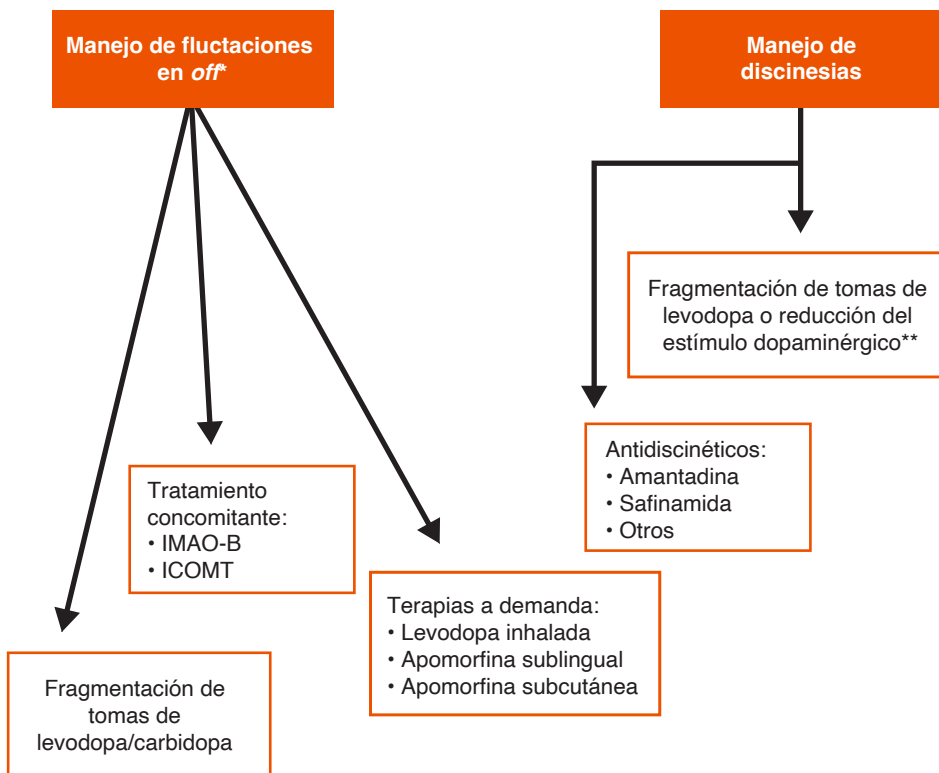 Manejo de fluctaciones
en off*
Manejo de
discinesias
Fragmentación de tomas de
levodopa o reducción del
estímulo dopaminérgico**
Antidiscinéticos:
• Amantadina
• Safinamida
• Otros
Tratamiento
concomitante:
• IMAO-B
• ICOMT
Terapias a demanda:
• Levodopa inhalada
• Apomorfina sublingual
• Apomorfina subcutánea
Fragmentación de
tomas de
levodopa/carbidopa